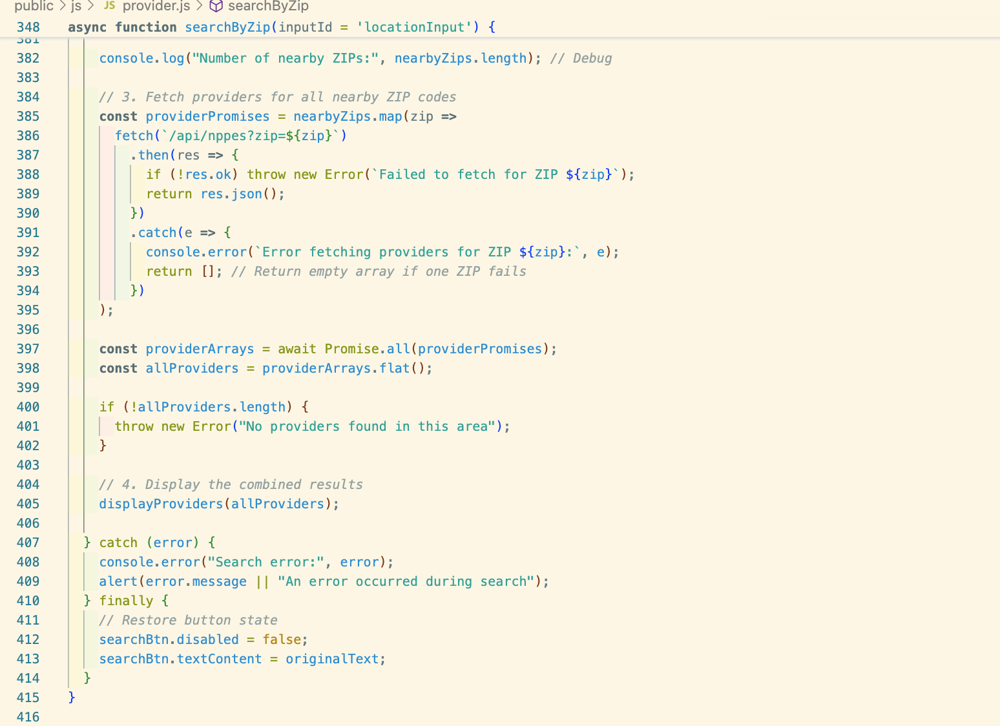 public > js > JS provider.js > searchByZip
348 async function searchByZip(inputId = 'locationInput') {
381
382 console.log("Number of nearby ZIPs:", nearbyZips.length); // Debug
383
384 // 3. Fetch providers for all nearby ZIP codes
385 const providerPromises = nearbyZips.map(zip =>
386 fetch(`/api/nppes?zip=${zip}`)
387 .then(res => {
388 if (!res.ok) throw new Error(`Failed to fetch for ZIP ${zip}`);
389 return res.json();
390 })
391 .catch(e => {
392 console.error(`Error fetching providers for ZIP ${zip}:`, e);
393 return []; // Return empty array if one ZIP fails
394 })
395 );
396
397 const providerArrays = await Promise.all(providerPromises);
398 const allProviders = providerArrays.flat();
399
400 if (!allProviders.length) {
401 throw new Error("No providers found in this area");
402 }
403
404 // 4. Display the combined results
405 displayProviders(allProviders);
406
407 } catch (error) {
408 console.error("Search error:", error);
409 alert(error.message || "An error occurred during search");
410 } finally {
411 // Restore button state
412 searchBtn.disabled = false;
413 searchBtn.textContent = originalText;
414 }
415 }
416